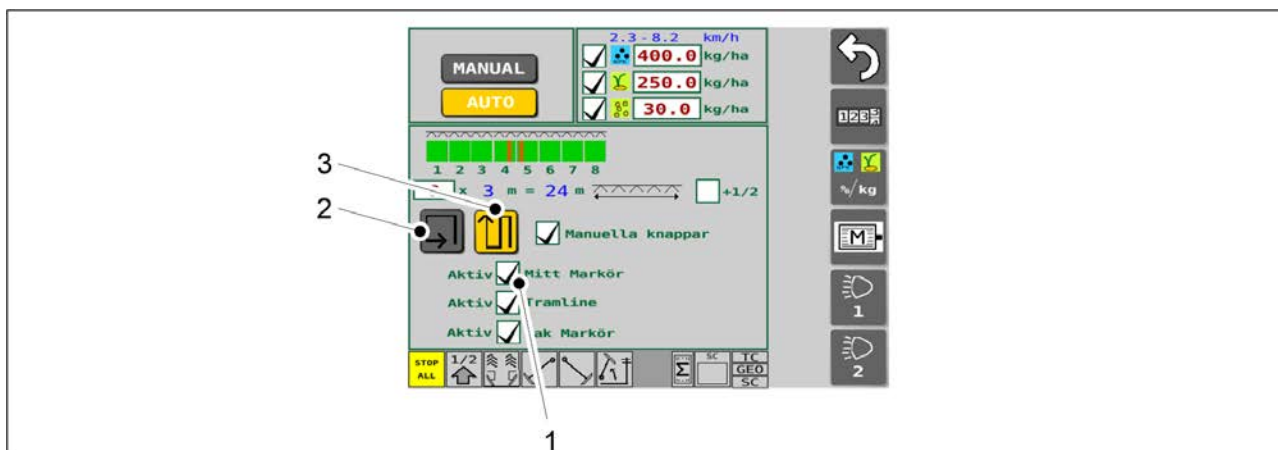 2.3 - 8.2 km/h
MANUAL
400.0 kg/ha
AUTO
250.0 kg/ha
30.0 kg/ha
1234
1 2 3 4 5 6 7 8
x 3 m = 24 m +1/2
%/kg
3
2
Manuella knappar
M
Aktiv Mitt Markör
Aktiv Tramline
1
Aktiv ak Markör
STOP ALL
1/2
Σ
SC
TC
GEO
SC
2
1